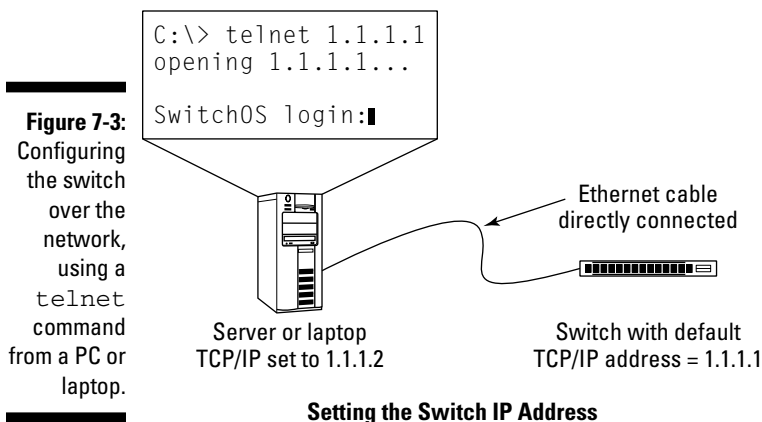 C:\> telnet 1.1.1.1
opening 1.1.1.1...
SwitchOS login:
Figure 7-3:
Configuring
the switch
over the
network,
using a
telnet
command
from a PC or
laptop.
Ethernet cable
directly connected
Server or laptop
TCP/IP set to 1.1.1.2
Switch with default
TCP/IP address = 1.1.1.1
Setting the Switch IP Address